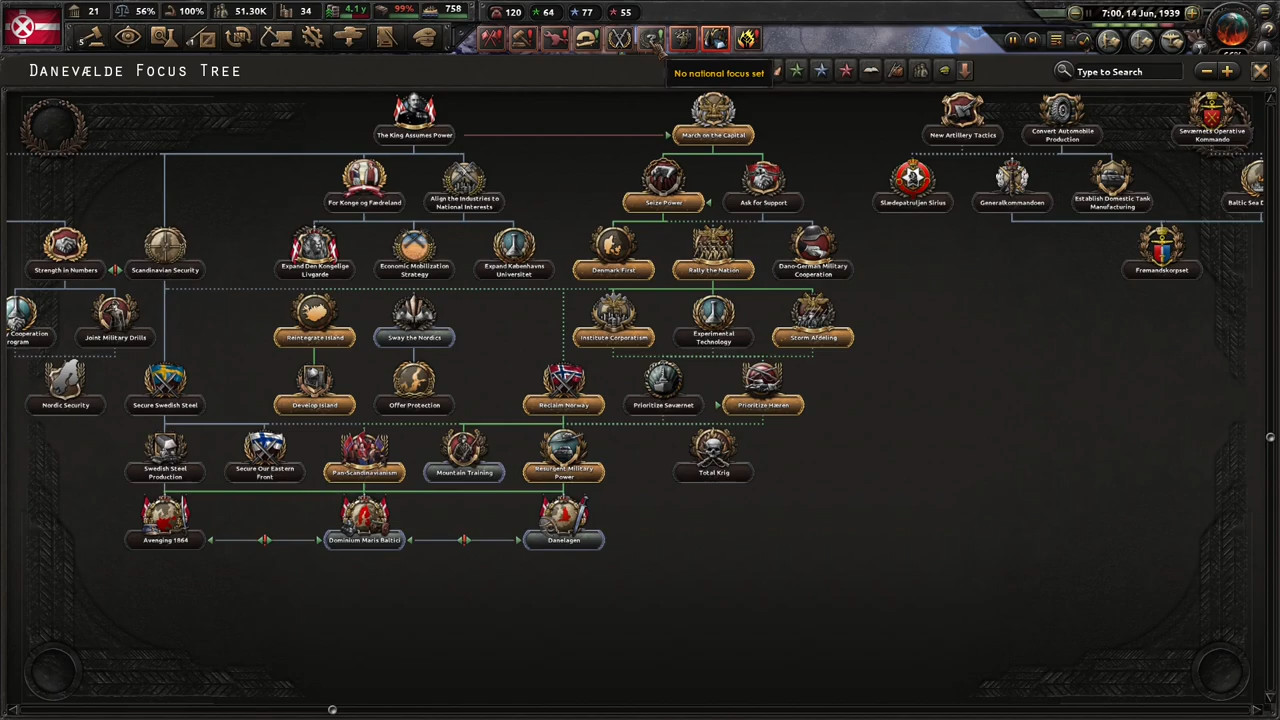 21 56% 100% 51.30K 34 4.1 y 99% 758 120 64 77 55 7:00, 14 Jun, 1939
5
Danevælde Focus Tree
No national focus set
Type to Search
The King Assumes Power
March on the Capital
New Artillery Tactics
Convert Automobile
Production
Søværnets Operative
Kommando
For Konge og Fædreland
Align the Industries to
National Interests
Seize Power
Ask for Support
Slædepatruljen Sirius
Generalkommandoen
Establish Domestic Tank
Manufacturing
Baltic Sea
Strength in Numbers
Scandinavian Security
Expand Den Kongelige
Livgarde
Economic Mobilization
Strategy
Expand Københavns
Universitet
Denmark First
Rally the Nation
Dano-German Military
Cooperation
Frømandskorpset
y Cooperation
rogram
Joint Military Drills
Reintegrate Island
Sway the Nordics
Institute Corporatism
Experimental
Technology
Storm Afdeling
Nordic Security
Secure Swedish Steel
Develop Island
Offer Protection
Reclaim Norway
Prioritize Søværnet
Prioritize Hæren
Swedish Steel
Production
Secure Our Eastern
Front
Pan-Scandinavianism
Mountain Training
Resurgent Military
Power
Total Krig
Avenging 1864
Dominium Maris Baltici
Danelagen